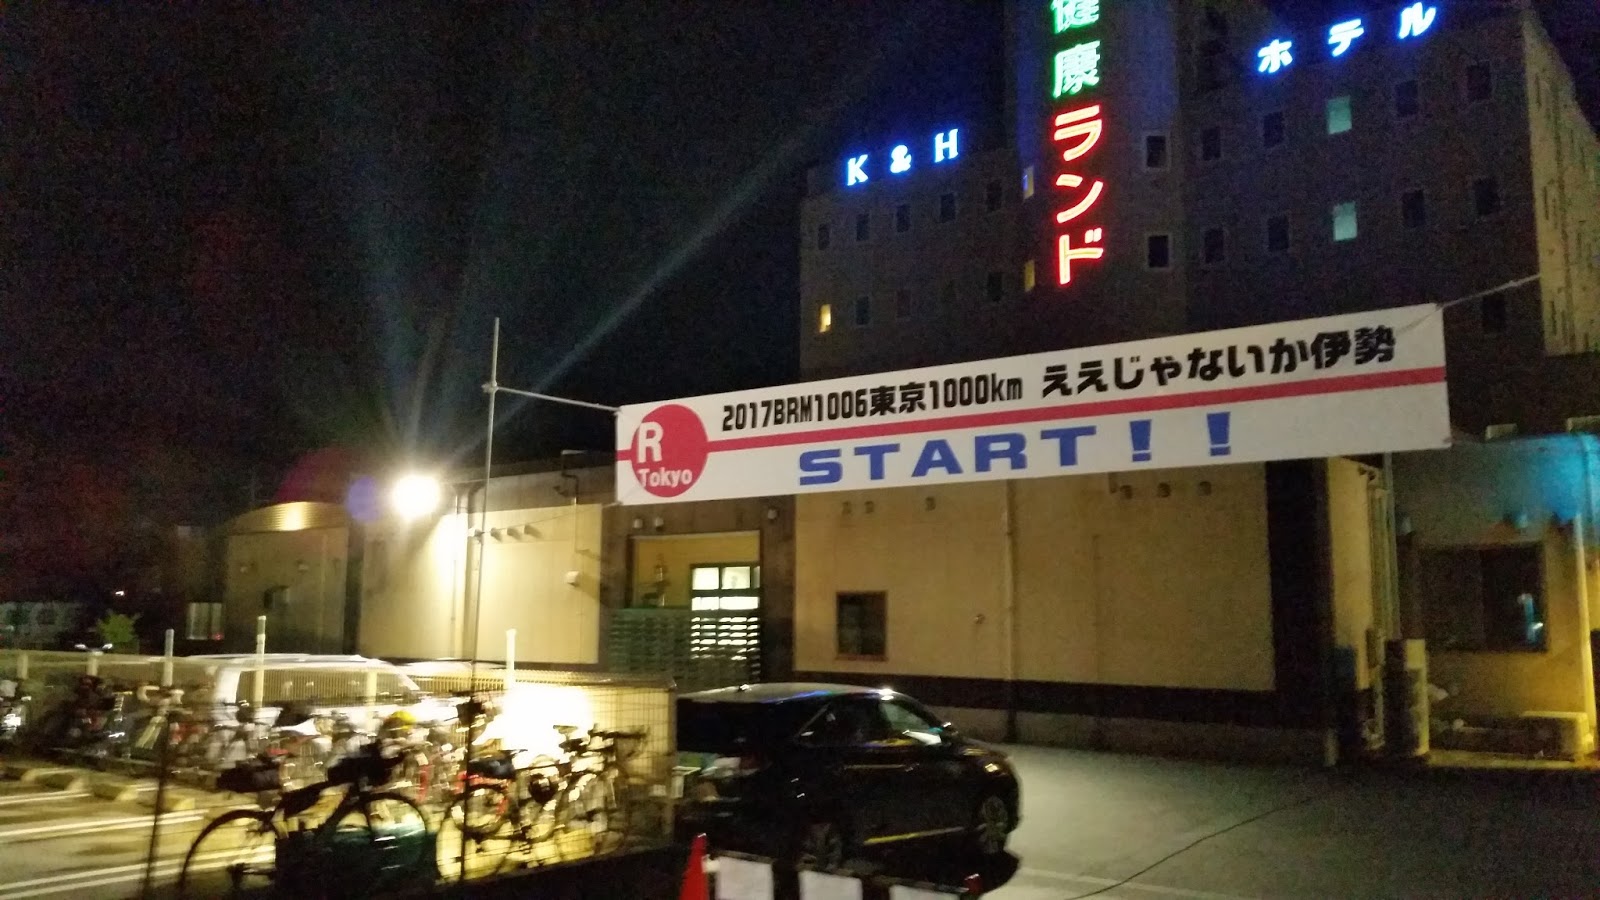 健康ランド
K & H
ホテル
2017BRM1006東京1000km ええじゃないか伊勢
R
Tokyo
START！！